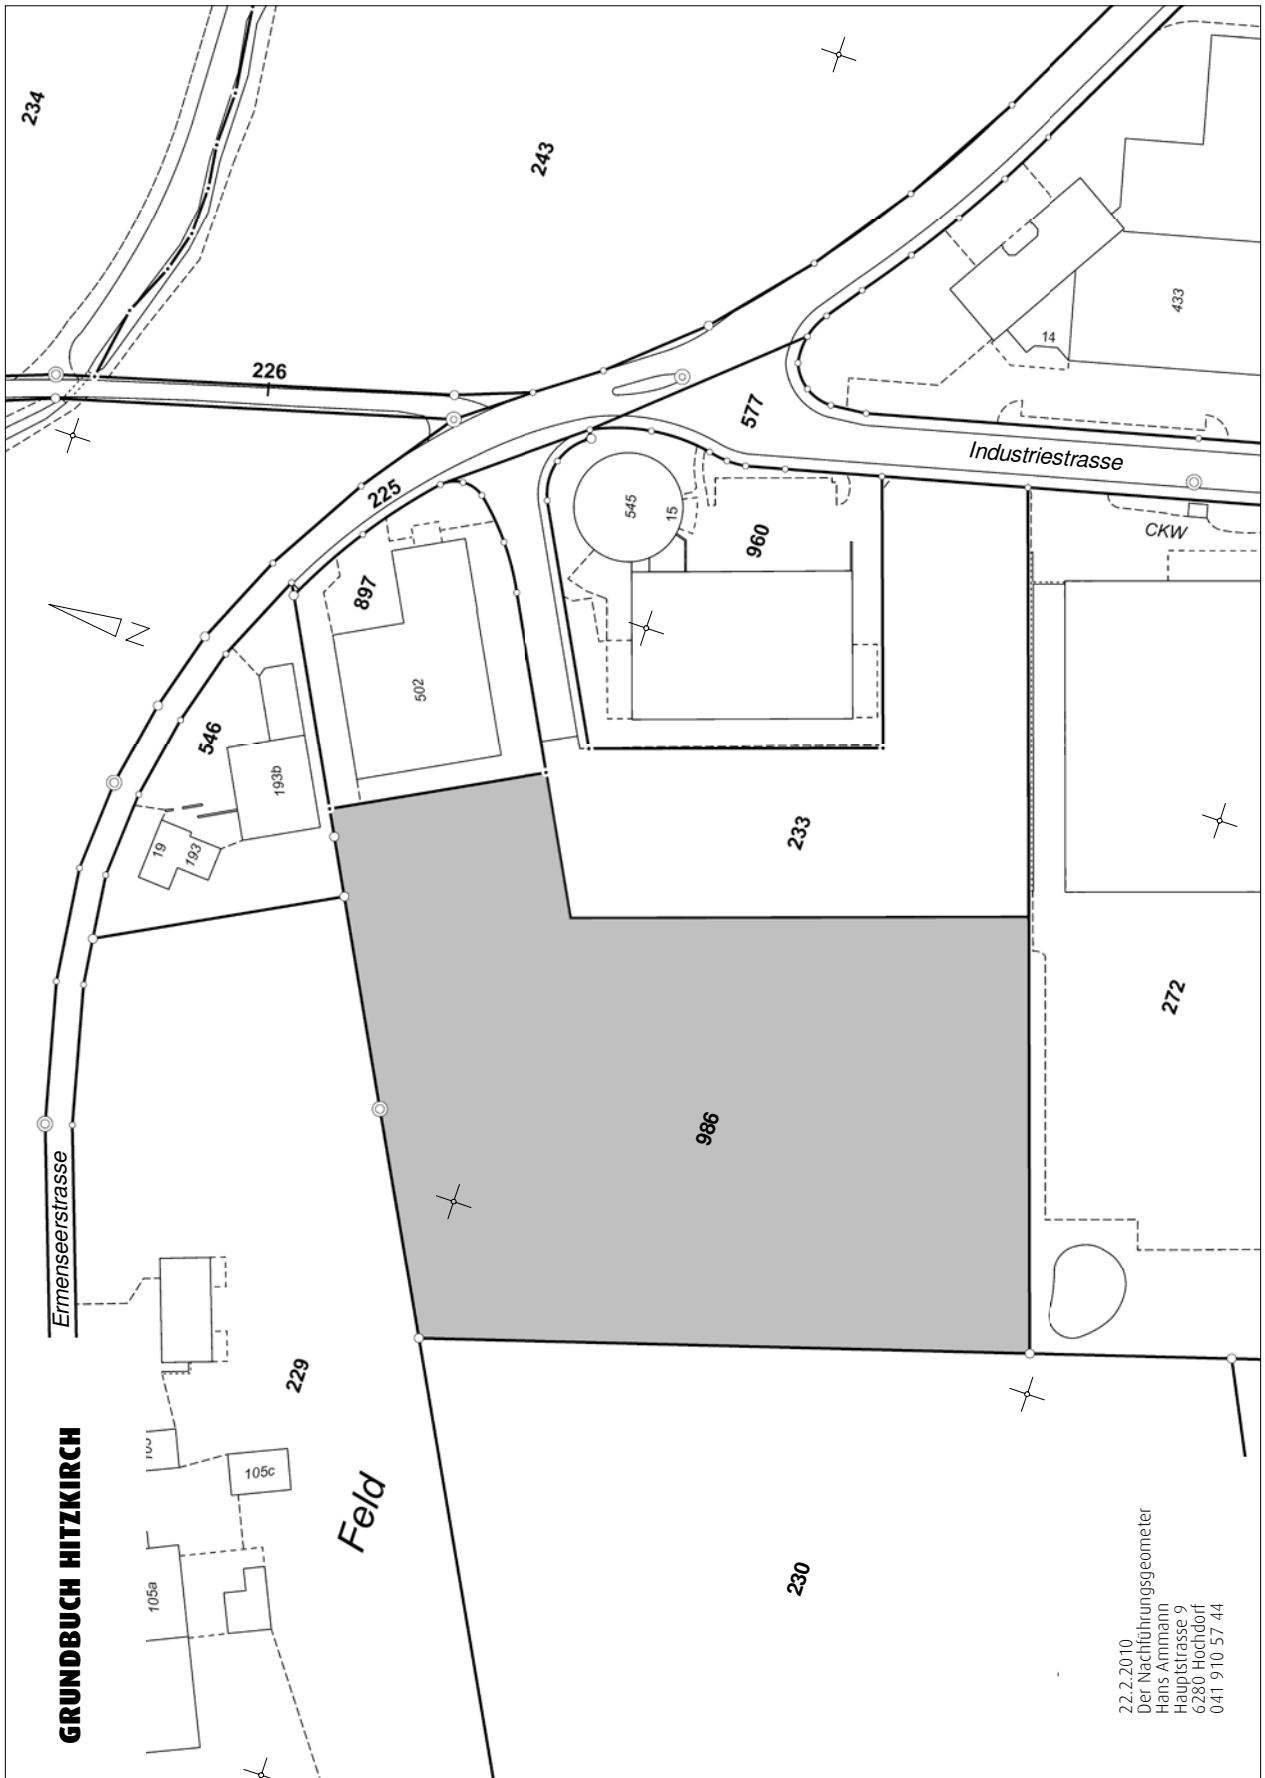 234
243
226
14
433
577
Industriestrasse
225
545
15
960
CKW
897
N
502
546
193b
19
193
233
272
986
Ermenseerstrasse
229
105c
Feld
105a
230
GRUNDBUCH HITZKIRCH
22.2.2010
Der Nachführungsgeometer
Hans Ammann
Hauptstrasse 9
6280 Hochdorf
041 910 57 44